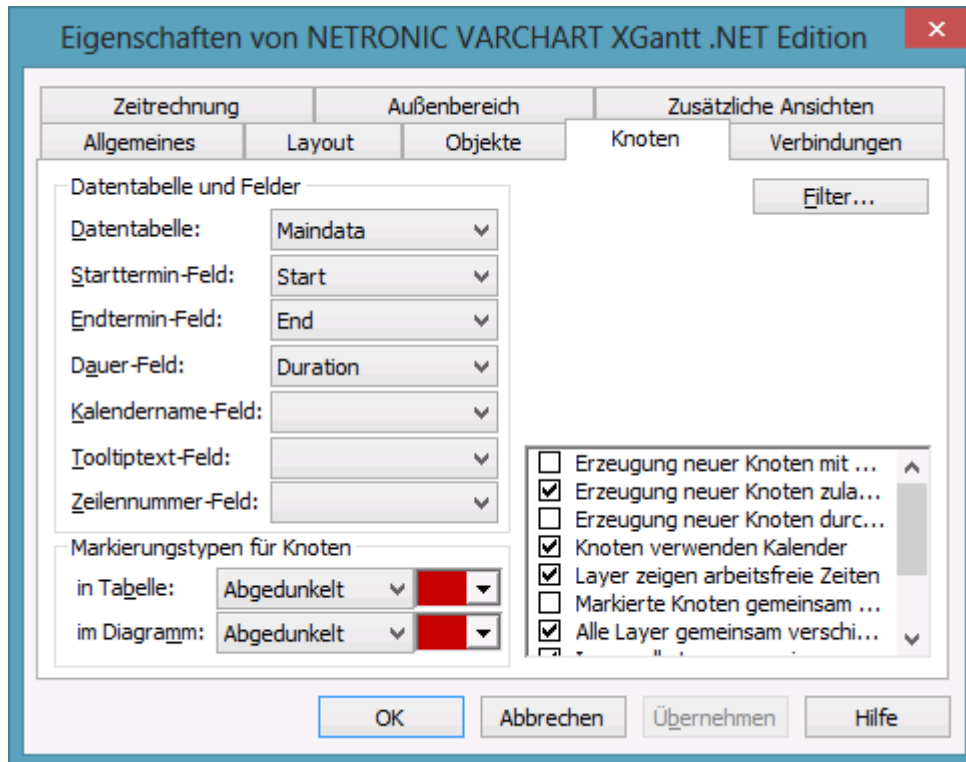 Eigenschaften von NETRONIC VARCHART XGantt .NET Edition
Zeitrechnung Außenbereich Zusätzliche Ansichten
Allgemeines Layout Objekte Knoten Verbindungen
Datentabelle und Felder
Filter...
Datentabelle: Maindata
Starttermin-Feld: Start
Endtermin-Feld: End
Dauer-Feld: Duration
Kalendername-Feld:
Tooltiptext-Feld:
Zeilennummer-Feld:
Markierungstypen für Knoten
in Tabelle: Abgedunkelt
im Diagramm: Abgedunkelt
Erzeugung neuer Knoten mit ...
Erzeugung neuer Knoten zula...
Erzeugung neuer Knoten durc...
Knoten verwenden Kalender
Layer zeigen arbeitsfreie Zeiten
Markierte Knoten gemeinsam ...
Alle Layer gemeinsam verschi...
OK Abbrechen Übernehmen Hilfe